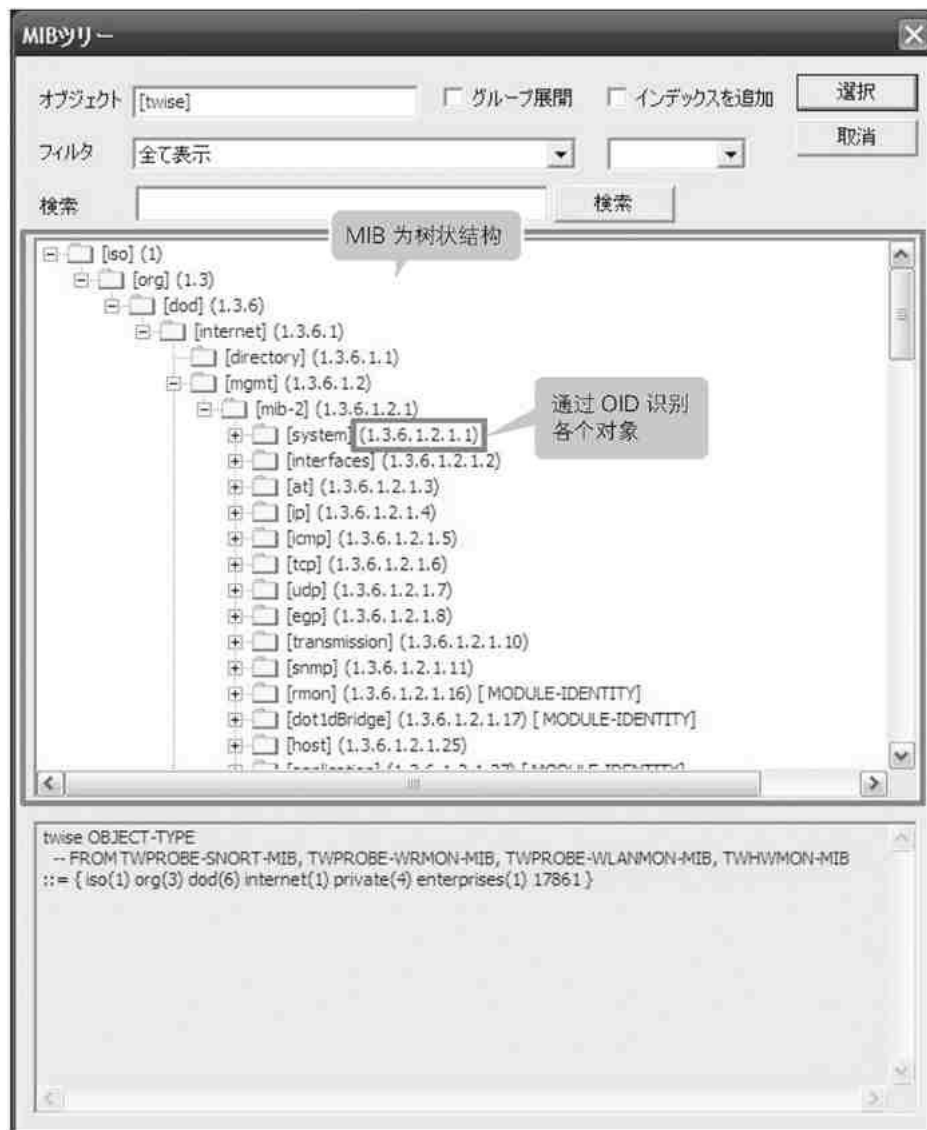 MIBツリー
オブジェクト [twise] グループ展開 インデックスを追加 選択
取消
フィルタ 全て表示
検索 検索
MIB 为树状结构
[iso] (1)
[org] (1.3)
[dod] (1.3.6)
[internet] (1.3.6.1)
[directory] (1.3.6.1.1)
[mgmt] (1.3.6.1.2)
[mib-2] (1.3.6.1.2.1)
通过 OID 识别
各个对象
[system] (1.3.6.1.2.1.1)
[interfaces] (1.3.6.1.2.1.2)
[at] (1.3.6.1.2.1.3)
[ip] (1.3.6.1.2.1.4)
[icmp] (1.3.6.1.2.1.5)
[tcp] (1.3.6.1.2.1.6)
[udp] (1.3.6.1.2.1.7)
[egp] (1.3.6.1.2.1.8)
[transmission] (1.3.6.1.2.1.10)
[snmp] (1.3.6.1.2.1.11)
[rmon] (1.3.6.1.2.1.16) [ MODULE-IDENTITY]
[dot1dBridge] (1.3.6.1.2.1.17) [ MODULE-IDENTITY]
[host] (1.3.6.1.2.1.25)
[application] (1.3.6.1.2.1.27) [ MODULE-IDENTITY]
twise OBJECT-TYPE
-- FROM TWPROBE-SNORT-MIB, TWPROBE-WRMON-MIB, TWPROBE-WLANMON-MIB, TWHWMON-MIB
::= { iso(1) org(3) dod(6) internet(1) private(4) enterprises(1) 17861 }